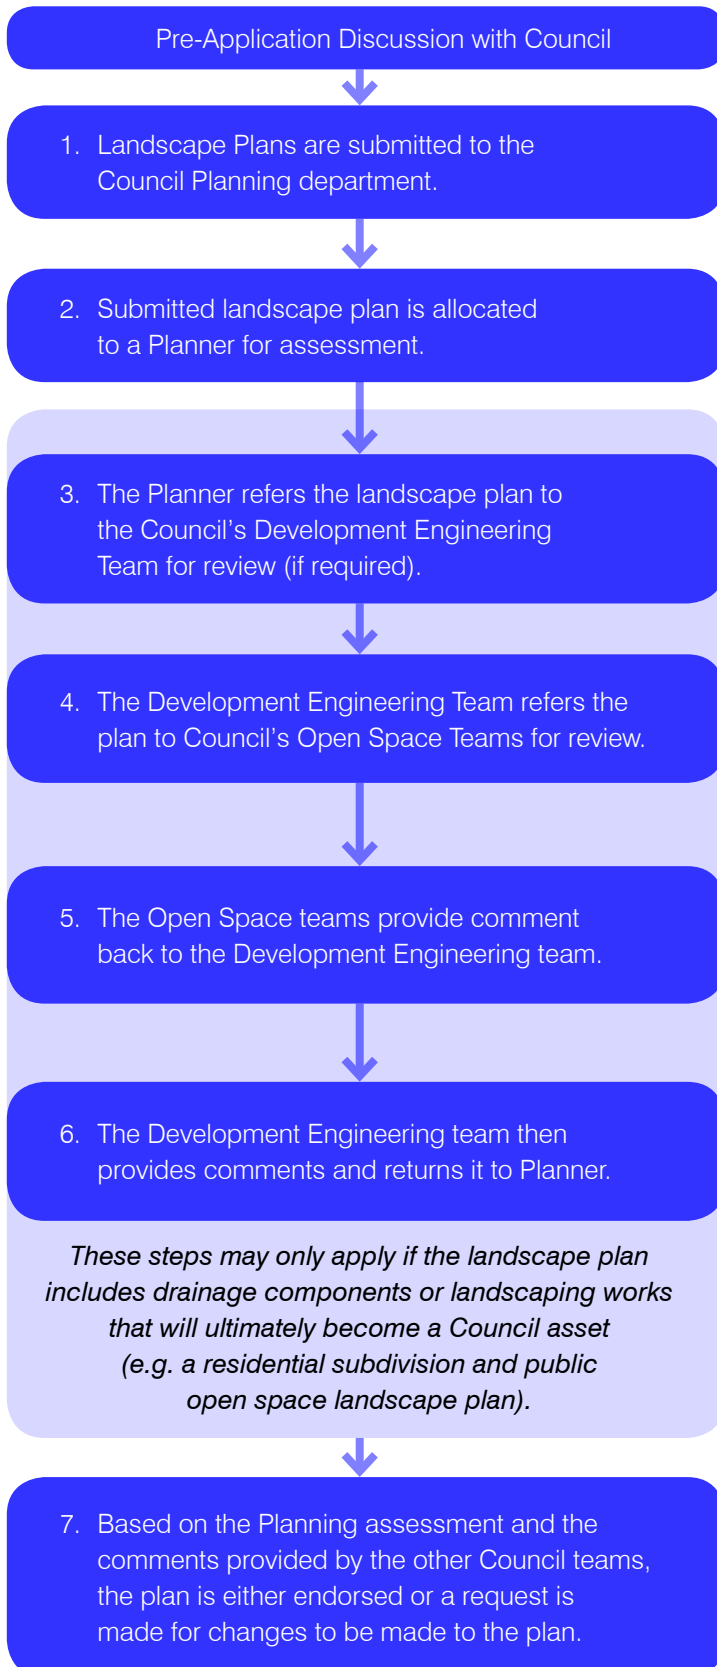 Pre-Application Discussion with Council
1. Landscape Plans are submitted to the
Council Planning department.
2. Submitted landscape plan is allocated
to a Planner for assessment.
3. The Planner refers the landscape plan to
the Council’s Development Engineering
Team for review (if required).
4. The Development Engineering Team refers the
plan to Council’s Open Space Teams for review.
5. The Open Space teams provide comment
back to the Development Engineering team.
6. The Development Engineering team then
provides comments and returns it to Planner.
These steps may only apply if the landscape plan
includes drainage components or landscaping works
that will ultimately become a Council asset
(e.g. a residential subdivision and public
open space landscape plan).
7. Based on the Planning assessment and the
comments provided by the other Council teams,
the plan is either endorsed or a request is
made for changes to be made to the plan.